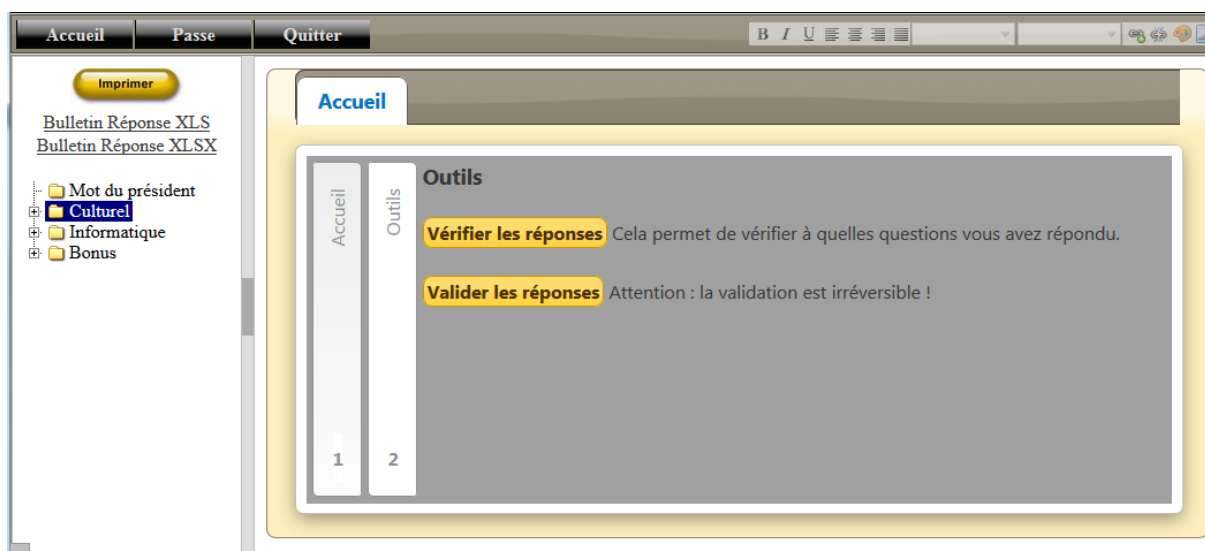 Accueil Passe Quitter B I U
Imprimer
Bulletin Réponse XLS
Bulletin Réponse XLSX
Mot du président
Culturel
Informatique
Bonus
Accueil
Accueil
1
Outils
2
Outils
Vérifier les réponses Cela permet de vérifier à quelles questions vous avez répondu.
Valider les réponses Attention : la validation est irréversible !